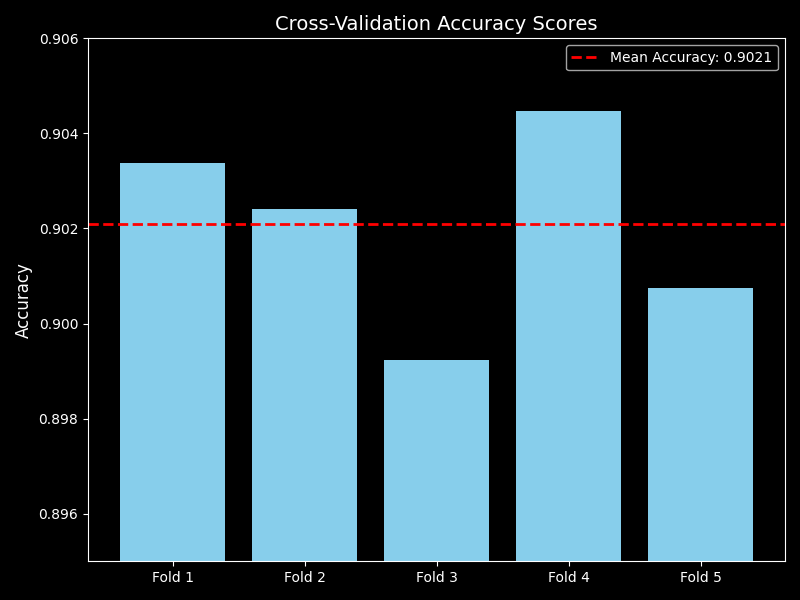 Cross-Validation Accuracy Scores
Mean Accuracy: 0.9021
Accuracy
0.906
0.904
0.902
0.900
0.898
0.896
Fold 1
Fold 2
Fold 3
Fold 4
Fold 5